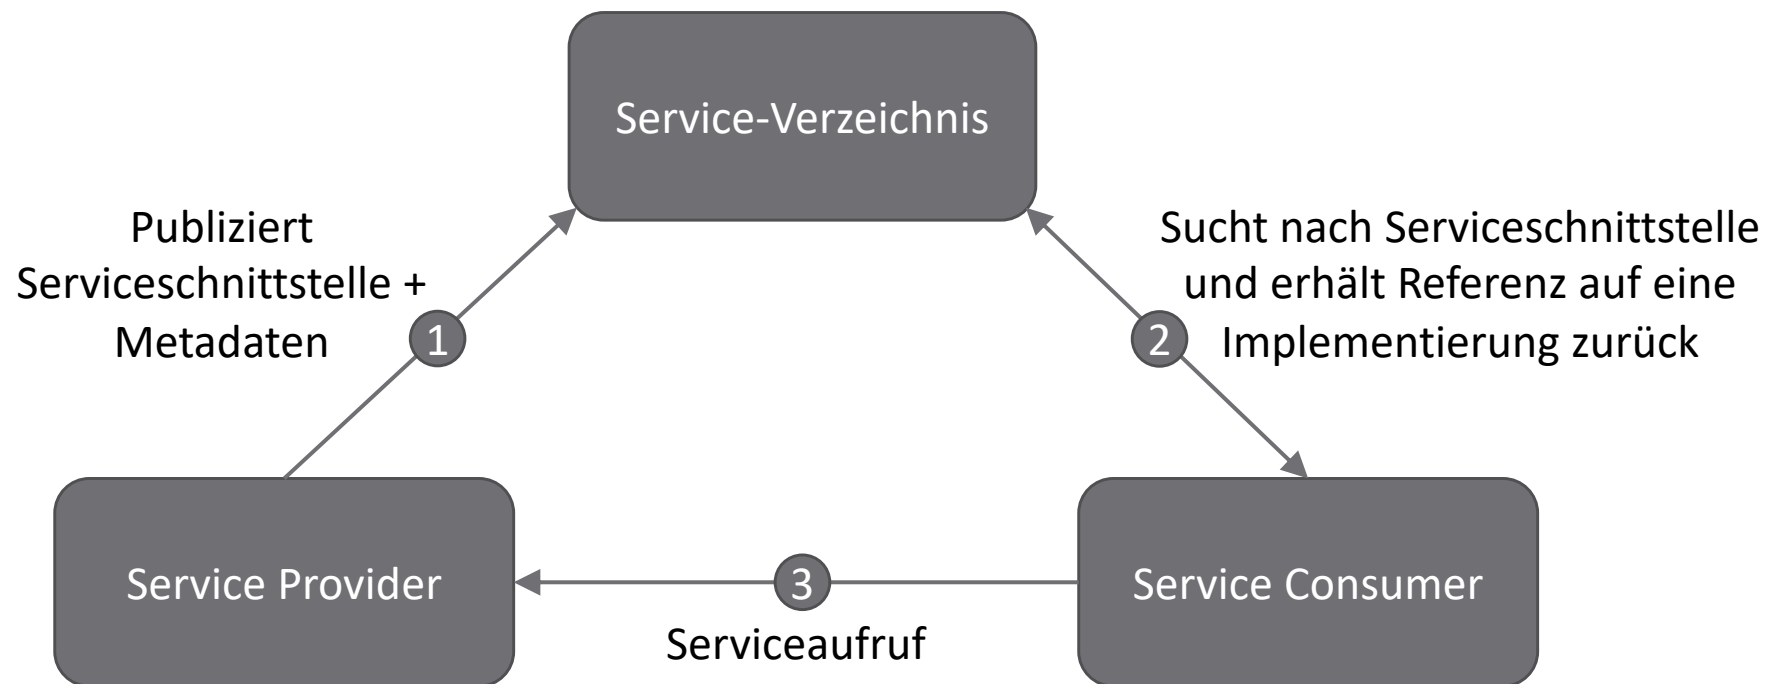 Service-Verzeichnis
Publiziert
Serviceschnittstelle +
Metadaten
1
Sucht nach Serviceschnittstelle
und erhält Referenz auf eine
Implementierung zurück
2
Service Provider
3
Serviceaufruf
Service Consumer